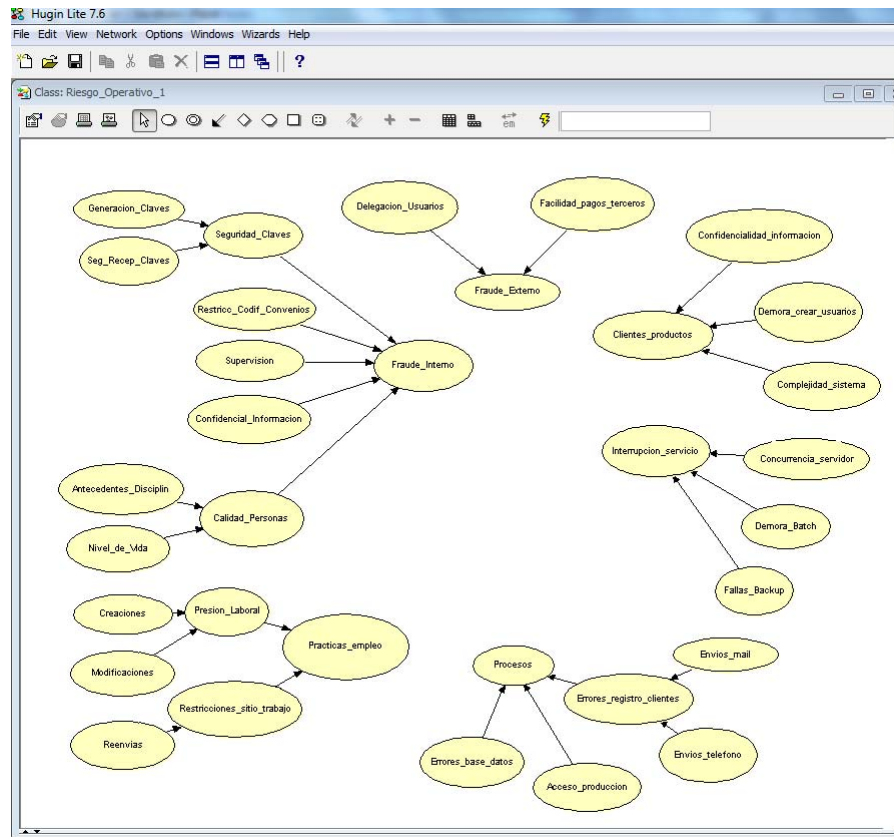 Hugin Lite 7.6
File Edit View Network Options Windows Wizards Help
?
Class: Riesgo_Operativo_1
em
Generacion_Claves
Seg_Recep_Claves
Seguridad_Claves
Delegacion_Usuarios
Facilidad_pagos_terceros
Fraude_Externo
Confidencialidad_informacion
Demora_crear_usuarios
Clientes_productos
Complejidad_sistema
Restricc_Codif_Convenios
Supervision
Fraude_Interno
Confidencial_Informacion
Antecedentes_Disciplin
Calidad_Personas
Nivel_de_Vida
Interrupcion_servicio
Concurrencia_servidor
Demora_Batch
Fallas_Backup
Creaciones
Presion_Laboral
Practicas_empleo
Modificaciones
Restricciones_sitio_trabajo
Reenvias
Procesos
Envios_mail
Errores_registro_clientes
Envios_telefono
Errores_base_datos
Acceso_produccion